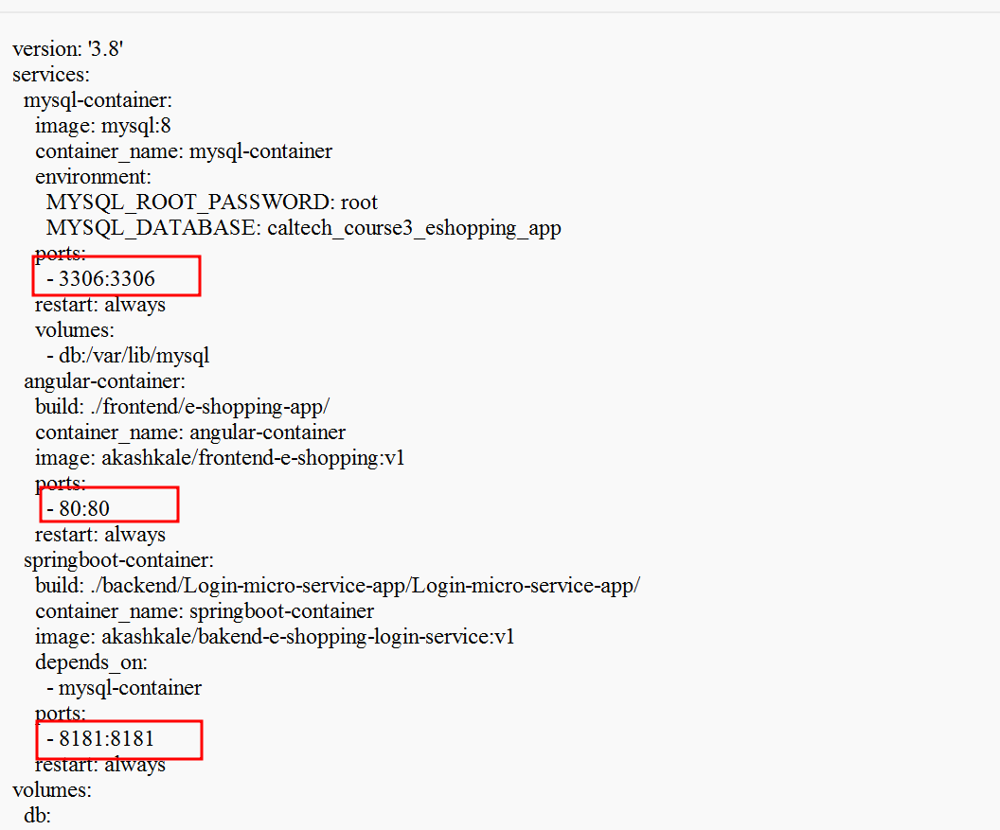 version: '3.8'
services:
mysql-container:
image: mysql:8
container_name: mysql-container
environment:
MYSQL_ROOT_PASSWORD: root
MYSQL_DATABASE: caltech_course3_eshopping_app
ports:
- 3306:3306
restart: always
volumes:
- db:/var/lib/mysql
angular-container:
build: ./frontend/e-shopping-app/
container_name: angular-container
image: akashkale/frontend-e-shopping:v1
ports:
- 80:80
restart: always
springboot-container:
build: ./backend/Login-micro-service-app/Login-micro-service-app/
container_name: springboot-container
image: akashkale/bakend-e-shopping-login-service:v1
depends_on:
- mysql-container
ports:
- 8181:8181
restart: always
volumes:
db: